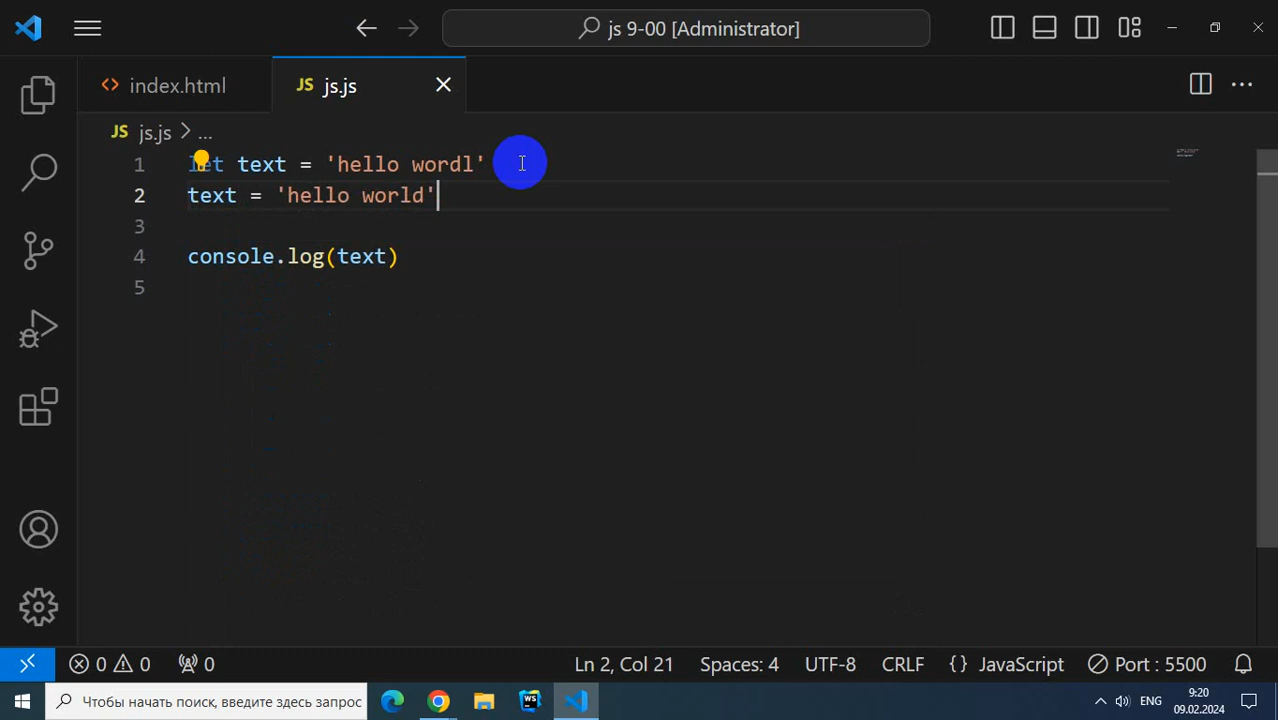 js 9-00 [Administrator]
index.html
JS js.js
JS js.js > ...
1 let text = 'hello wordl'
2 text = 'hello world'
3
4 console.log(text)
5
0 0 0 Ln 2, Col 21 Spaces: 4 UTF-8 CRLF {} JavaScript Port : 5500
Чтобы начать поиск, введите здесь запрос WS ENG 9:20
09.02.2024